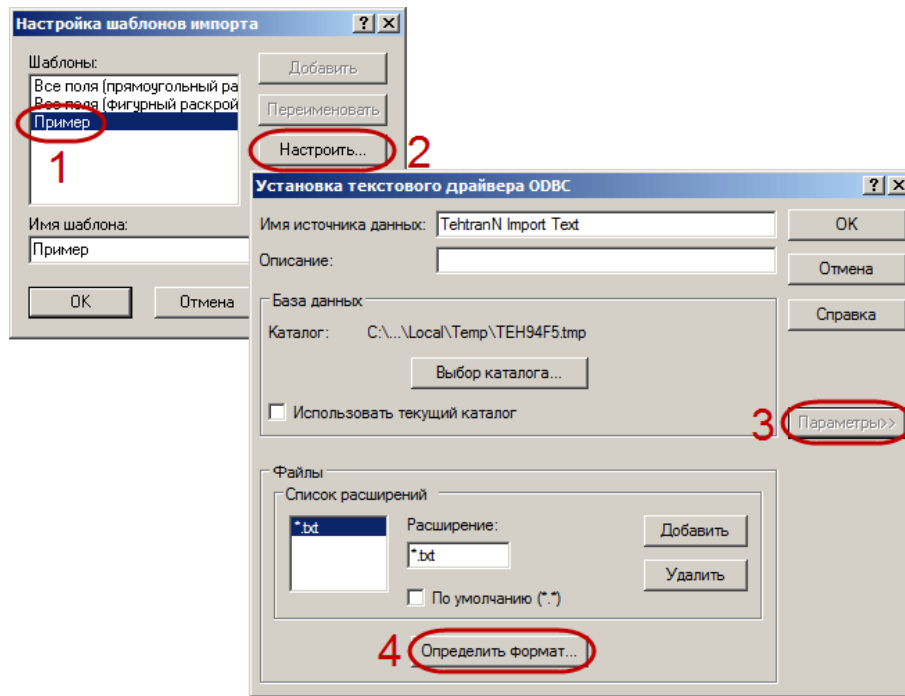 Настройка шаблонов импорта
Шаблоны:
Добавить
Все поля (прямоугольный ра
Все поля (фигурный раскрой
Переименовать
Пример
1
Настроить...
2
Имя шаблона:
Пример
OK
Отмена
Установка текстового драйвера ODBC
Имя источника данных: TehtranN Import Text
OK
Описание:
Отмена
База данных
Справка
Каталог: C:\...\Local\Temp\TEH94F5.tmp
Выбор каталога...
Использовать текущий каталог
3
Параметры>>
Файлы
Список расширений
*.txt
Расширение:
Добавить
*.txt
Удалить
По умолчанию (*.*)
4
Определить формат...